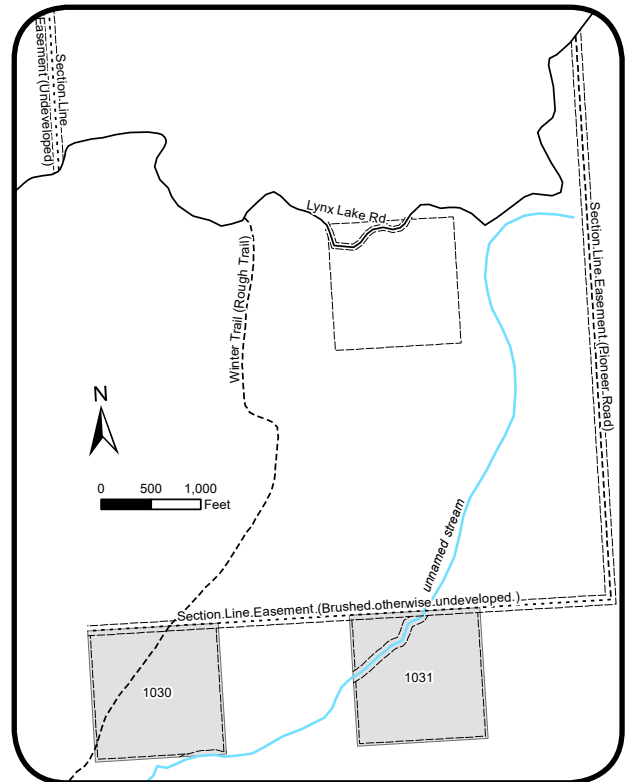 Section Line
Easement (Undeveloped)
Lynx Lake Rd
Winter Trail (Rough Trail)
Section Line Easement (Pioneer Road)
N
0 500 1,000
Feet
unnamed stream
Section Line Easement (Brushed otherwise undeveloped )
1030
1031